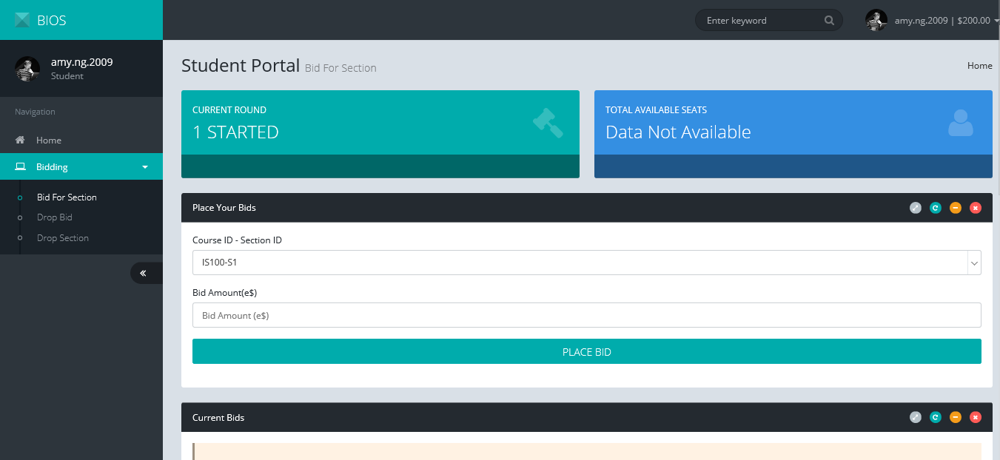 BIOS
Enter keyword
amy.ng.2009 | $200.00
amy.ng.2009
Student
Navigation
Home
Bidding
Bid For Section
Drop Bid
Drop Section
Student Portal Bid For Section
Home
CURRENT ROUND
1 STARTED
TOTAL AVAILABLE SEATS
Data Not Available
Place Your Bids
Course ID - Section ID
IS100-S1
Bid Amount(e$)
Bid Amount (e$)
PLACE BID
Current Bids